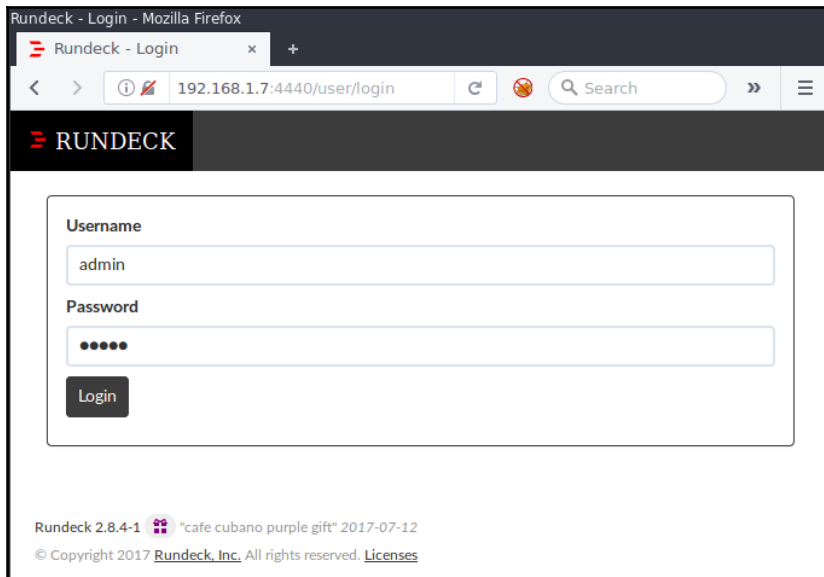 Rundeck - Login - Mozilla Firefox
Rundeck - Login × +
192.168.1.7:4440/user/login Search
RUNDECK
Username
admin
Password
•••••
Login
Rundeck 2.8.4-1 "cafe cubano purple gift" 2017-07-12
© Copyright 2017 Rundeck, Inc. All rights reserved. Licenses